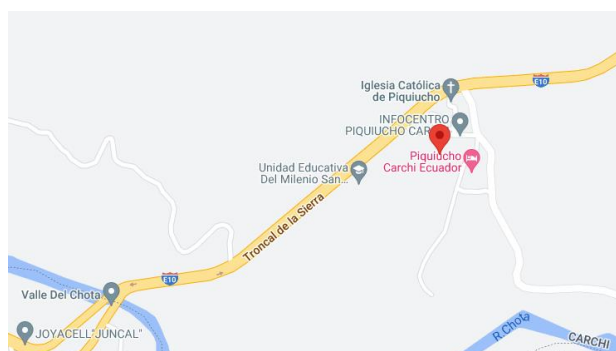 E10
Iglesia Católica
de Piquiucho
INFOCENTRO
PIQUIUCHO CAR
Piquiucho
Carchi Ecuador
Unidad Educativa
Del Milenio San...
Troncal de la Sierra
E10
Valle Del Chota
E10
JOYACELL"JUNCAL"
R.Chota
CARCHI